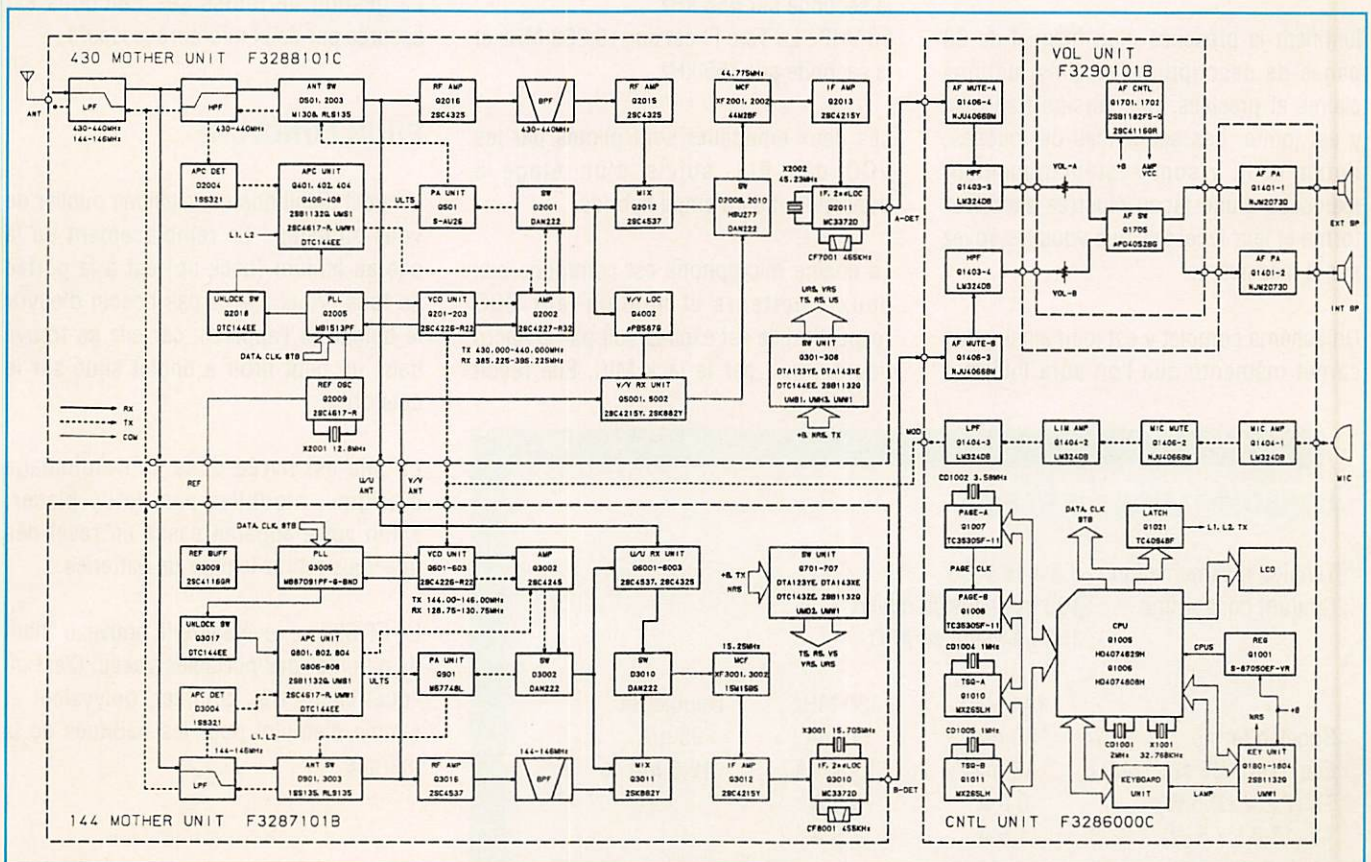 430 MOTHER UNIT F3288101C
ANT
LPF
430-440MHz
144-146MHz
HPF
430-440MHz
ANT SW
D501, 2003
MI308, RLS135
RF AMP
Q2016
2SC4325
BPF
430-440MHz
RF AMP
Q2015
2SC4325
44.775MHz
MCF
XF2001, 2002
44M2BF
IF AMP
Q2013
2SC4215Y
APC DET
D2004
1SS321
L1, L2
APC UNIT
Q401, 402, 404
Q406-408
2SB1132Q, UMS1
2SC4617-R, UMW1
DTC144EE
ULTS
PA UNIT
Q501
S-AU26
SW
D2001
DAN222
MIX
Q2012
2SC4537
SW
D2008, 2010
HSU277
DAN222
X2002
45.23MHz
IF, 2ndLOC
Q2011
MC3372D
CF7001 455KHz
A-DET
UNLOCK SW
Q2018
DTC144EE
PLL
Q2005
MB1513PF
DATA, CLK, STB
VCO UNIT
Q201-203
2SC4226-R22
TX 430.000-440.000MHz
RX 385.225-395.225MHz
AMP
Q2002
2SC4227-R32
V/V LOC
Q4002
URS, VRS
TS, RS, US
SW UNIT
Q301-308
DTA123YE, DTA143XE
DTC144EE, 2SB1132Q
UMB1, UMH3, UMW1
+B, NRS, TX
RX
TX
COM
REF OSC
Q2009
2SC4617-R
X2001 12.8MHz
V/V RX UNIT
Q5001, 5002
2SC4215Y, 2SK882Y
REF
U/U
ANT
V/V
ANT
MOD
DATA, CLK, STB
REF BUFF
Q3009
2SC4116GR
PLL
Q3005
VCO UNIT
Q601-603
2SC4226-R22
TX 144.00-146.00MHz
RX 128.75-130.75MHz
AMP
Q3002
2SC4245
U/U RX UNIT
Q6001-6003
2SC4537, 2SC4325
+B, TX
NRS
SW UNIT
Q701-707
DTA123YE, DTA143XE
DTC143ZE, 2SB1132Q
UMD3, UMW1
TS, RS, VS
VRS, URS
UNLOCK SW
Q3017
DTC144EE
APC DET
D3004
1SS321
APC UNIT
Q801, 802, 804
Q806-808
2SB1132Q, UMS1
2SC4617-R, UMW1
DTC144EE
ULTS
L1, L2
PA UNIT
Q901
M67748L
SW
D3002
DAN222
SW
D3010
DAN222
15.25MHz
MCF
XF3001, 3002
15M15BS
144-146MHz
LPF
ANT SW
D901, 3003
1SS135, RLS135
RF AMP
Q3016
2SC4537
144-146MHz
BPF
MIX
Q3011
2SK882Y
IF AMP
Q3012
2SC4215Y
X3001 15.705MHz
IF, 2ndLOC
Q3010
MC3372D
CF8001 455KHz
B-DET
144 MOTHER UNIT F3287101B
VOL UNIT
F3290101B
AF MUTE-A
Q1406-4
NJU4066BM
AF CNTL
Q1701, 1702
2SB1182F5-Q
2SC4116GR
HPF
Q1403-3
LM324DB
VOL-A
AMP
VCC
AF SW
Q1705
AF PA
Q1401-1
NJM2073D
EXT SP
HPF
Q1403-4
LM324DB
VOL-B
AF PA
Q1401-2
NJM2073D
INT SP
AF MUTE-B
Q1406-3
NJU4066BM
LPF
Q1404-3
LM324DB
LIM AMP
Q1404-2
LM324DB
MIC MUTE
Q1406-2
NJU4066BM
MIC AMP
Q1404-1
LM324DB
MIC
CD1002 3.58MHz
PAGE-A
Q1007
TC35305F-11
PAGE CLK
PAGE-B
Q1008
TC35305F-11
CD1004 1MHz
TSQ-A
Q1010
MX265LH
CD1005 1MHz
TSQ-B
Q1011
MX265LH
DATA, CLK
STB
LATCH
Q1021
TC4094BF
L1, L2, TX
LCD
CPU
Q1005
HD4074829H
Q1006
HD4074808H
CPUS
REG
Q1001
NRS
+B
CD1001
2MHz
X1001
32.768KHz
KEYBOARD
UNIT
LAMP
KEY UNIT
Q1801-1804
2SB1132Q
UMW1
CNTL UNIT F3286000C